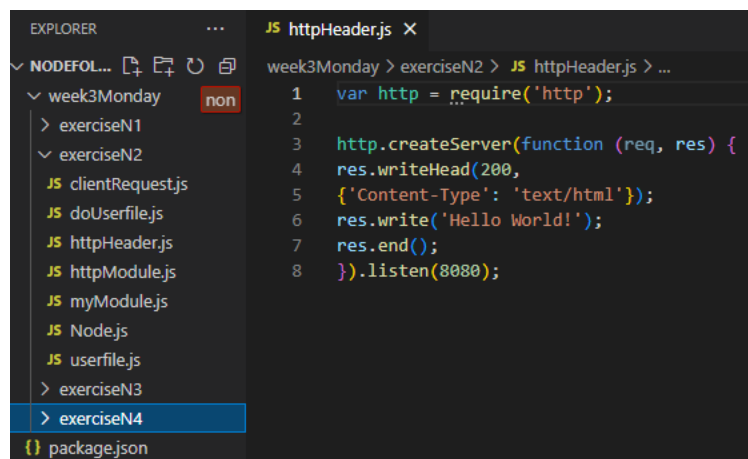 EXPLORER ...
NODEFOL...
week3Monday
non
exerciseN1
exerciseN2
JS clientRequest.js
JS doUserfile.js
JS httpHeader.js
JS httpModule.js
JS myModule.js
JS Node.js
JS userfile.js
exerciseN3
exerciseN4
{} package.json
JS httpHeader.js ×
week3Monday > exerciseN2 > JS httpHeader.js > ...
1 var http = require('http');
2
3 http.createServer(function (req, res) {
4 res.writeHead(200,
5 {'Content-Type': 'text/html'});
6 res.write('Hello World!');
7 res.end();
8 }).listen(8080);